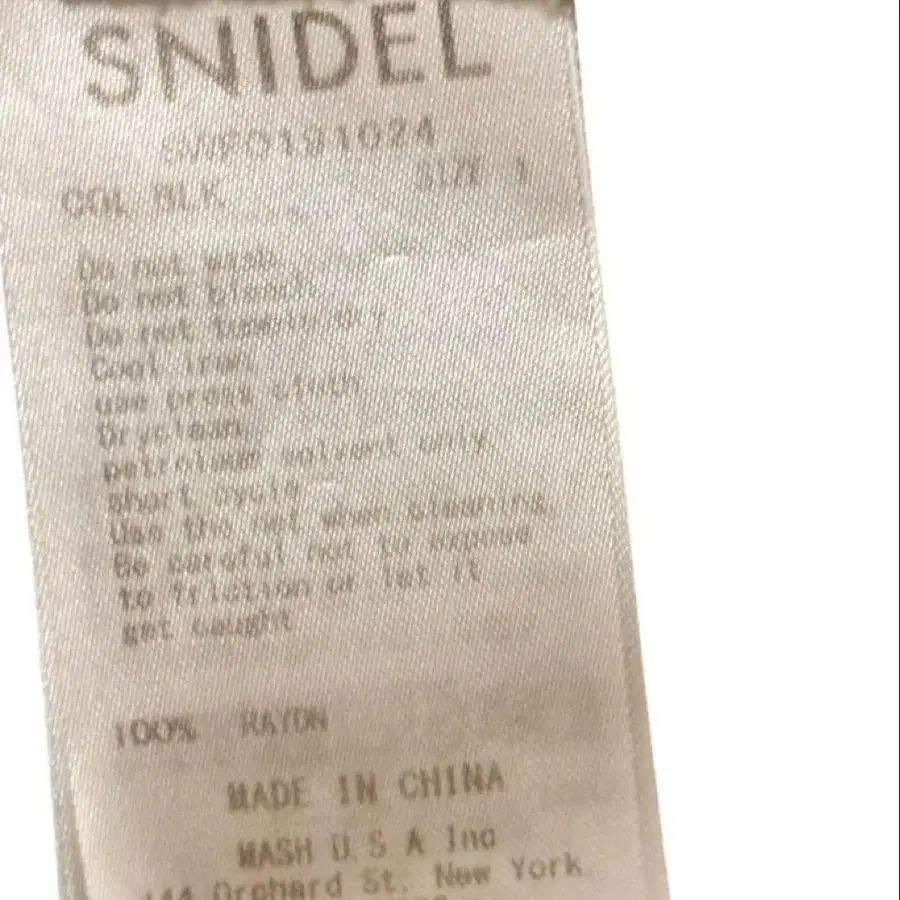 SNIDEL
SWFO191024
COL BLK SIZE 1
Do not wash
Do not bleach
Do not tumble dry
Cool iron
use press cloth
Dryclean
petroleum solvent only
short cycle
Use the net when cleaning
Be careful not to expose
to friction or let it
get caught
100% RAYON
MADE IN CHINA
MASH U.S.A Inc
Orchard St. New York